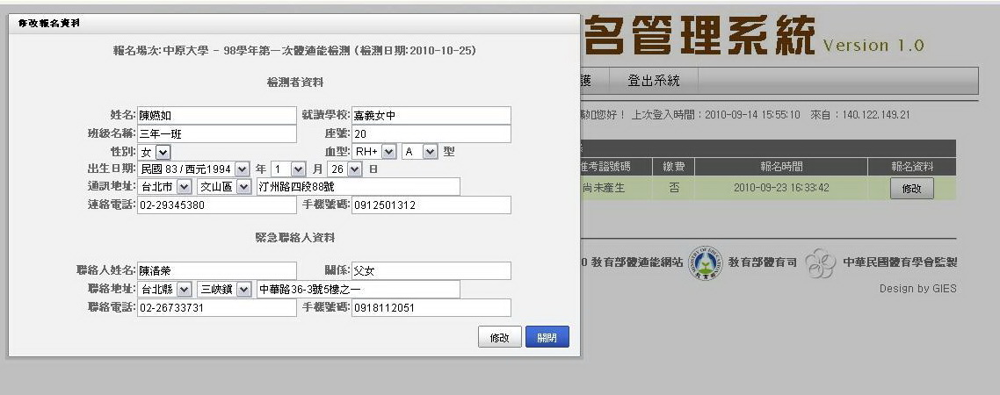 修改報名資料
報名場次:中原大學 - 98學年第一次體適能檢測 (檢測日期:2010-10-25)
檢測者資料
姓名: 陳嬿如 就讀學校: 嘉義女中
班級名稱: 三年一班 座號: 20
性別: 女 血型: RH+ A 型
出生日期: 民國 83 / 西元1994 年 1 月 26 日
通訊地址: 台北市 文山區 汀州路四段88號
連絡電話: 02-29345380 手機號碼: 0912501312
緊急聯絡人資料
聯絡人姓名: 陳渚榮 關係: 父女
聯絡地址: 台北縣 三峽鎮 中華路36-3號5樓之一
聯絡電話: 02-26733731 手機號碼: 0918112051
修改 關閉
名管理系統 Version 1.0
護 登出系統
您好！ 上次登入時間：2010-09-14 15:55:10 來自：140.122.149.21
准考證號碼 繳費 報名時間 報名資料
尚未產生 否 2010-09-23 16:33:42 修改
0 教育部體適能網站 教育部體育司 中華民國體育學會監製
Design by GIES